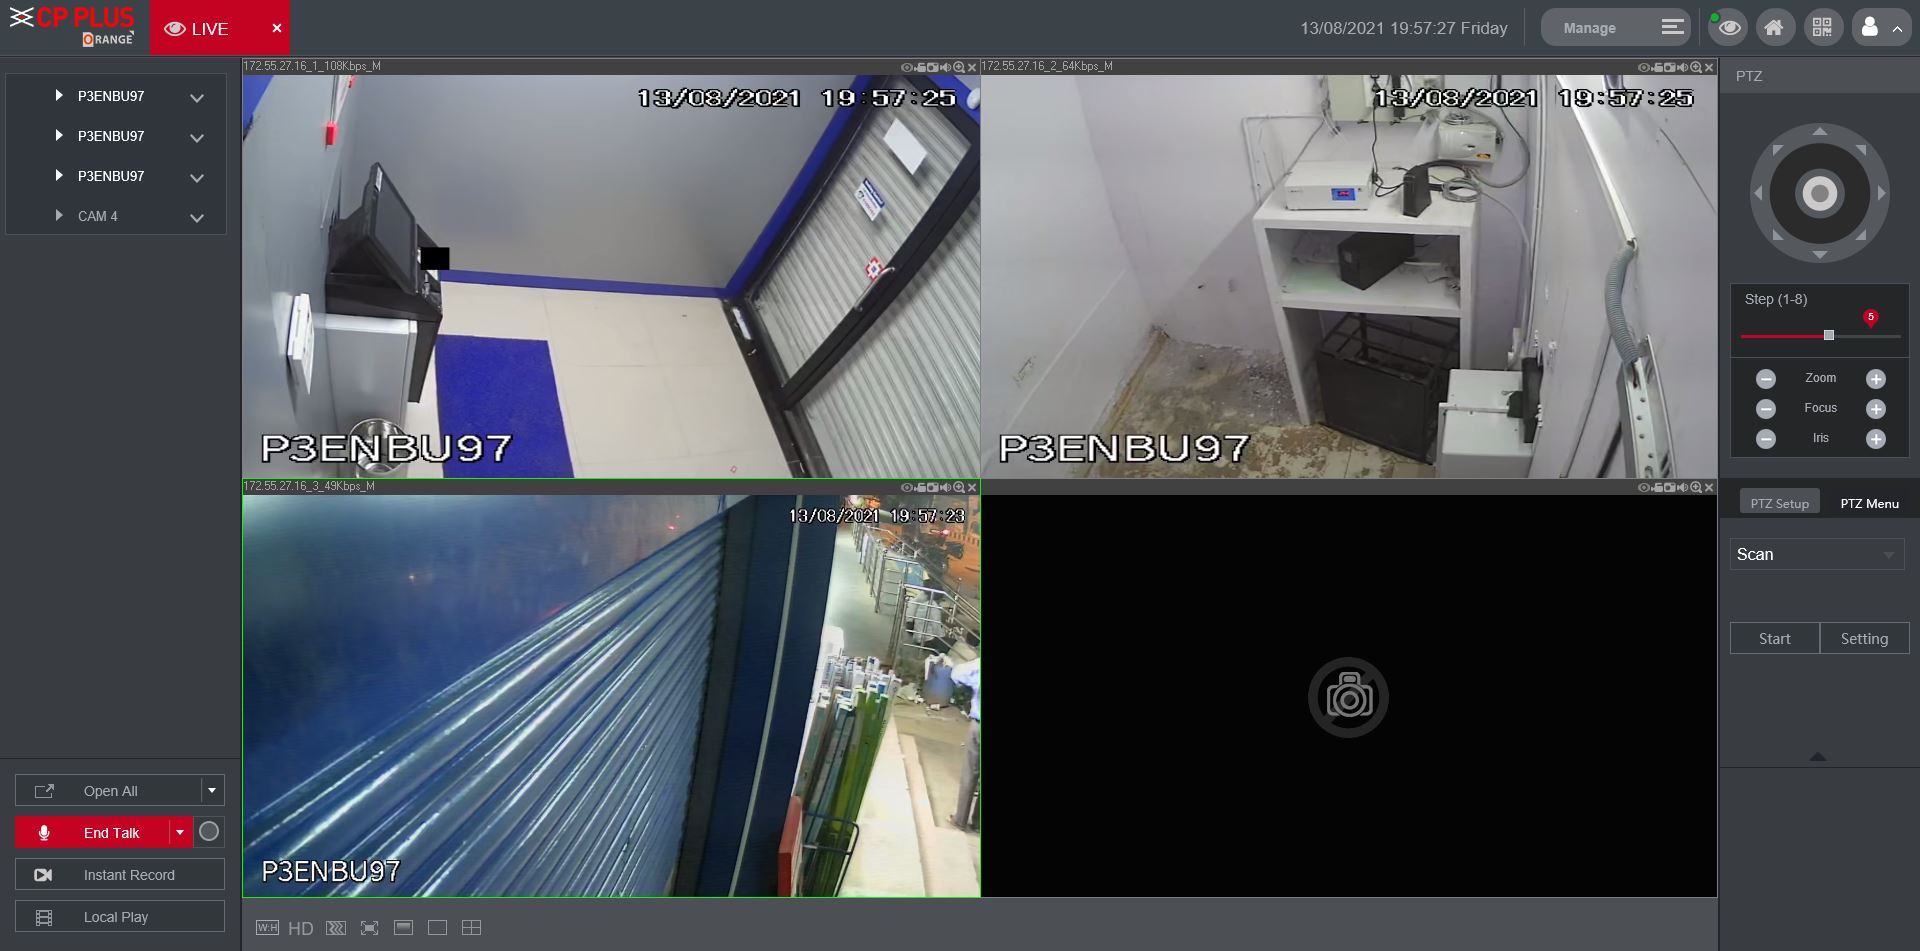 CP PLUS
ORANGE
LIVE
13/08/2021 19:57:27 Friday
Manage
P3ENBU97
P3ENBU97
P3ENBU97
CAM 4
172.55.27.16_1_108Kbps_M
13/08/2021 19:57:25
P3ENBU97
172.55.27.16_2_64Kbps_M
13/08/2021 19:57:25
P3ENBU97
172.55.27.16_3_49Kbps_M
13/08/2021 19:57:23
P3ENBU97
PTZ
Step (1-8)
5
Zoom
Focus
Iris
PTZ Setup
PTZ Menu
Scan
Start
Setting
Open All
End Talk
Instant Record
Local Play
W:H
HD